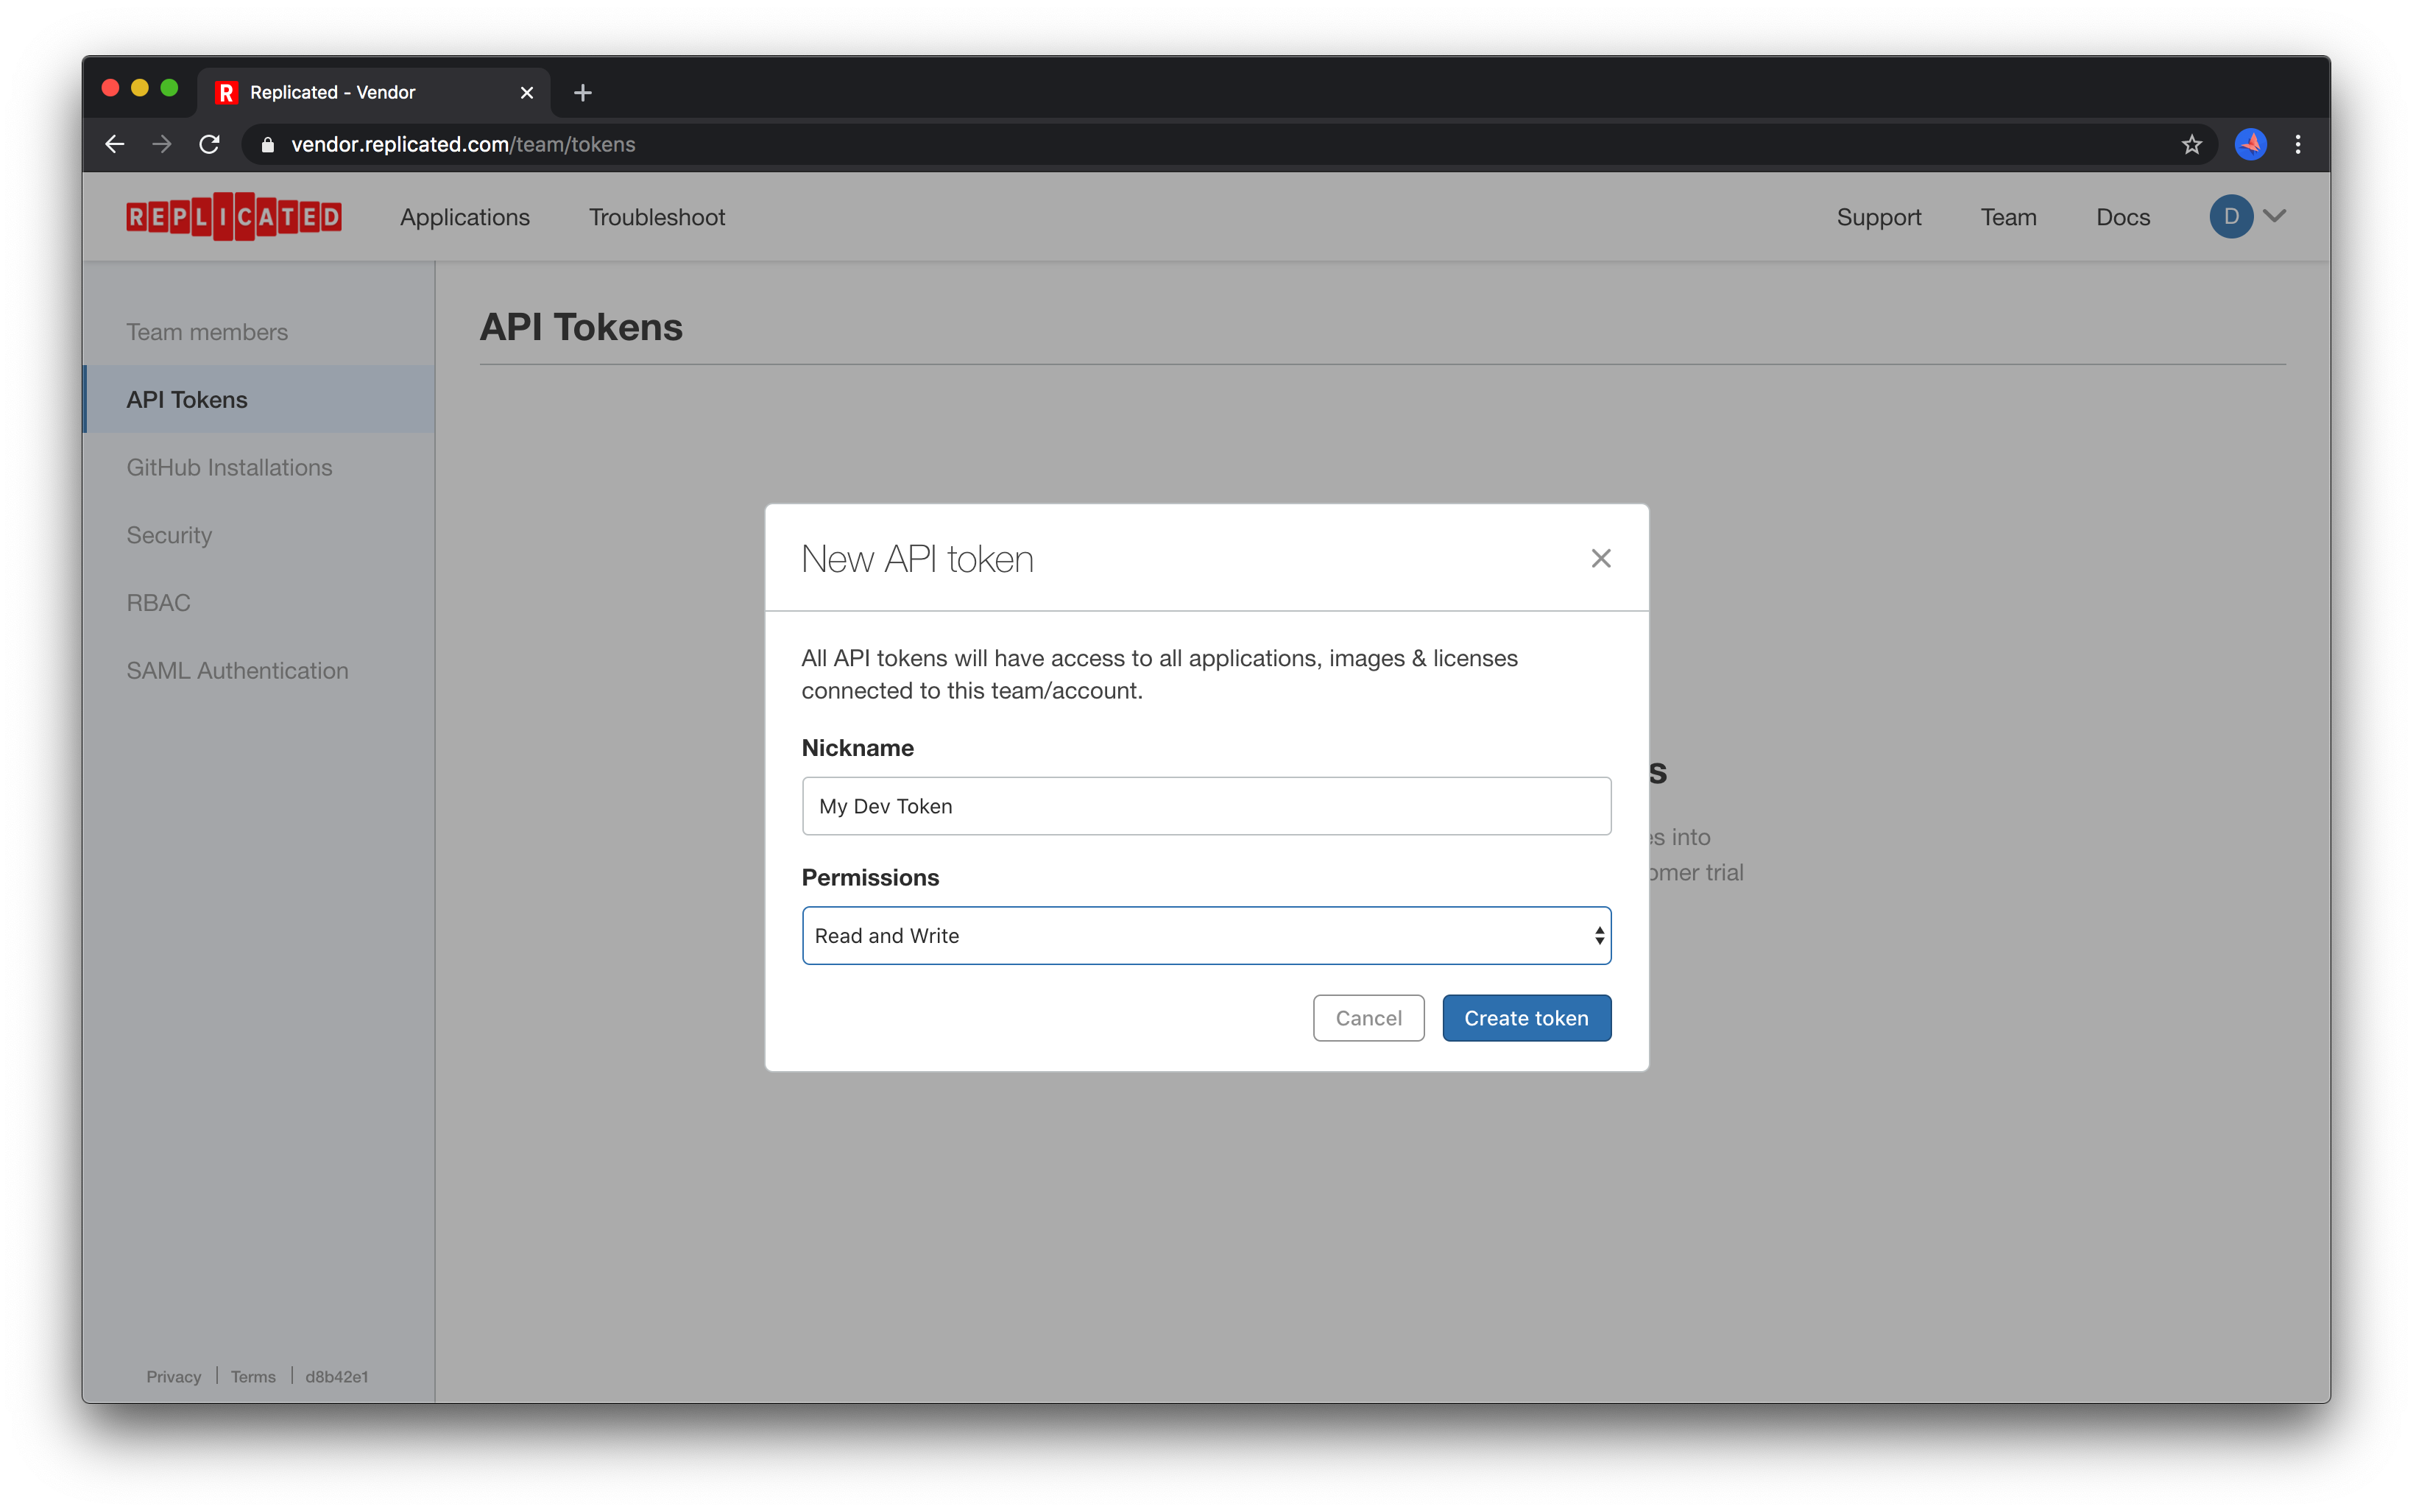 R Replicated - Vendor
vendor.replicated.com/team/tokens
REPLICATED Applications Troubleshoot Support Team Docs D
Team members
API Tokens
GitHub Installations
Security
RBAC
SAML Authentication
API Tokens
New API token
All API tokens will have access to all applications, images & licenses
connected to this team/account.
Nickname
My Dev Token
Permissions
Read and Write
Cancel Create token
s
es into
omer trial
Privacy | Terms | d8b42e1